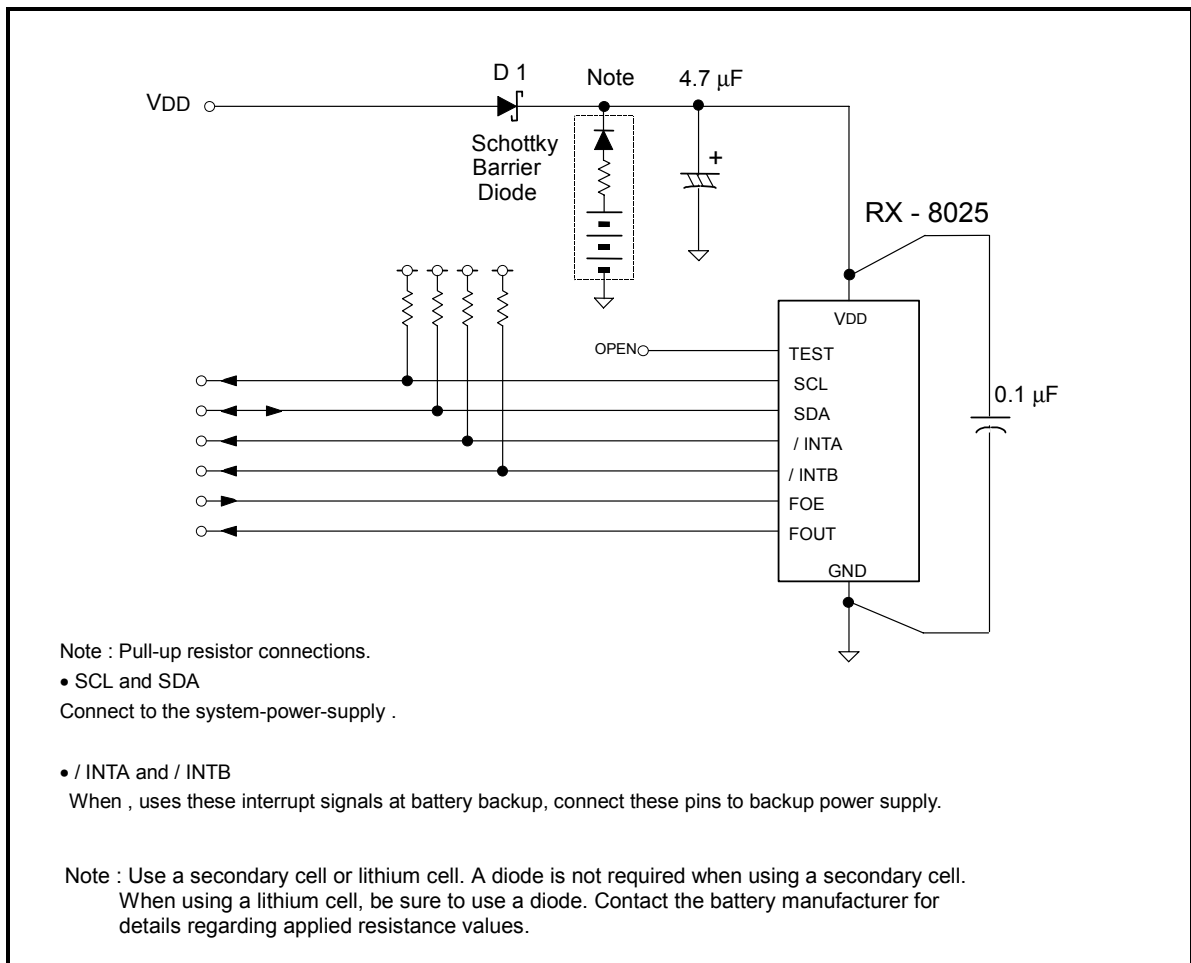 D 1
Note
4.7 μF
VDD
Schottky
Barrier
Diode
+
RX - 8025
VDD
OPEN
TEST
SCL
0.1 μF
SDA
/ INTA
/ INTB
FOE
FOUT
GND
Note : Pull-up resistor connections.
• SCL and SDA
Connect to the system-power-supply .
• / INTA and / INTB
When , uses these interrupt signals at battery backup, connect these pins to backup power supply.
Note : Use a secondary cell or lithium cell. A diode is not required when using a secondary cell.
When using a lithium cell, be sure to use a diode. Contact the battery manufacturer for
details regarding applied resistance values.